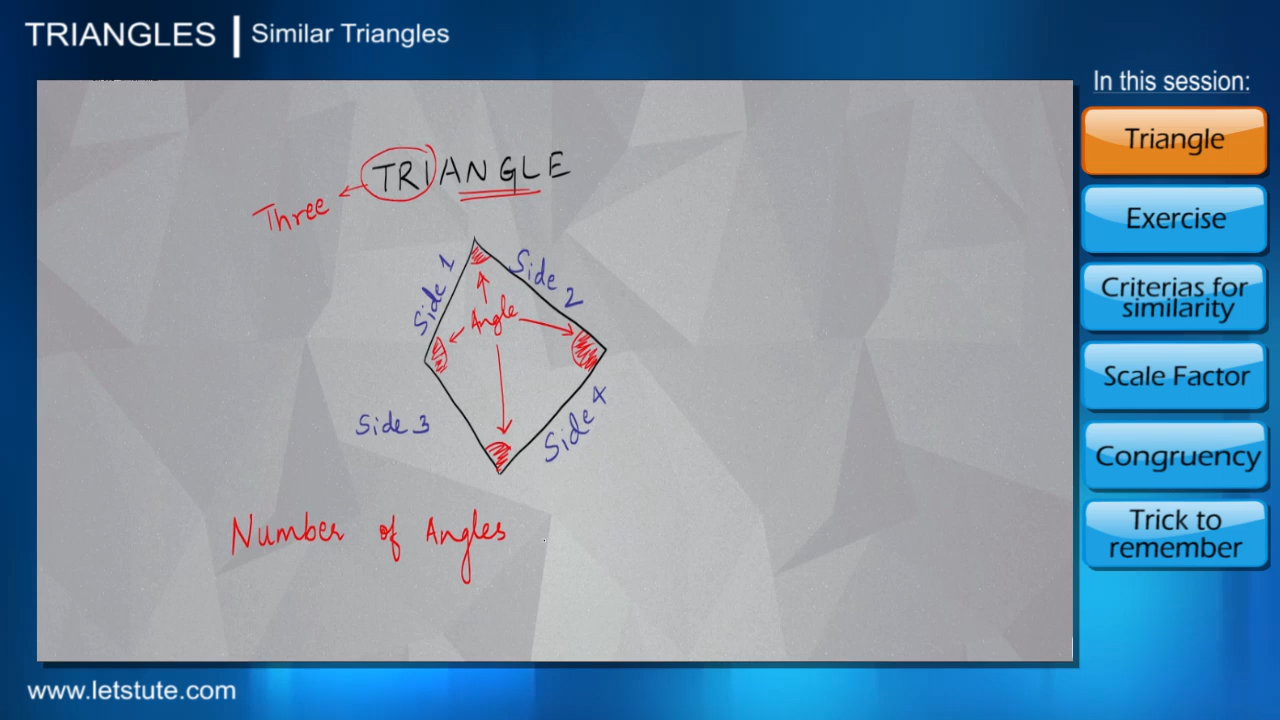 TRIANGLES | Similar Triangles
In this session:
Triangle
Exercise
Criterias for
similarity
Scale Factor
Congruency
Trick to
remember
TRIANGLE
Three
Side 1
Side 2
Angle
Side 3
Side 4
Number of Angles
www.letstute.com